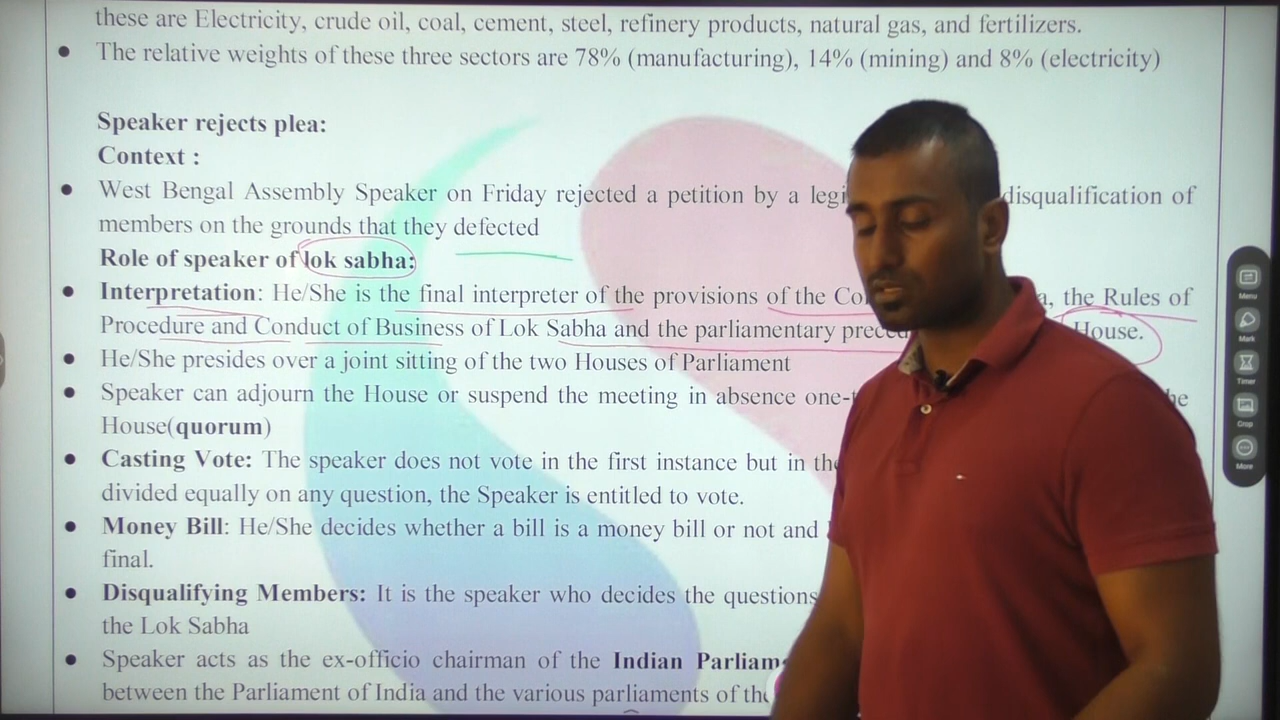 these are Electricity, crude oil, coal, cement, steel, refinery products, natural gas, and fertilizers.
● The relative weights of these three sectors are 78% (manufacturing), 14% (mining) and 8% (electricity)
Speaker rejects plea:
Context :
● West Bengal Assembly Speaker on Friday rejected a petition by a disqualification of
members on the grounds that they defected
Role of speaker of lok sabha:
● Interpretation: He/She is the final interpreter of the provisions of the the Rules of
Procedure and Conduct of Business of Lok Sabha and the parliamentary House.
● He/She presides over a joint sitting of the two Houses of Parliament
● Speaker can adjourn the House or suspend the meeting in absence
House(quorum)
● Casting Vote: The speaker does not vote in the first instance but in
divided equally on any question, the Speaker is entitled to vote.
● Money Bill: He/She decides whether a bill is a money bill or not and
final.
● Disqualifying Members: It is the speaker who decides the questions
the Lok Sabha
● Speaker acts as the ex-officio chairman of the Indian
between the Parliament of India and the various parliaments of
Menu
Mark
Timer
Crop
More